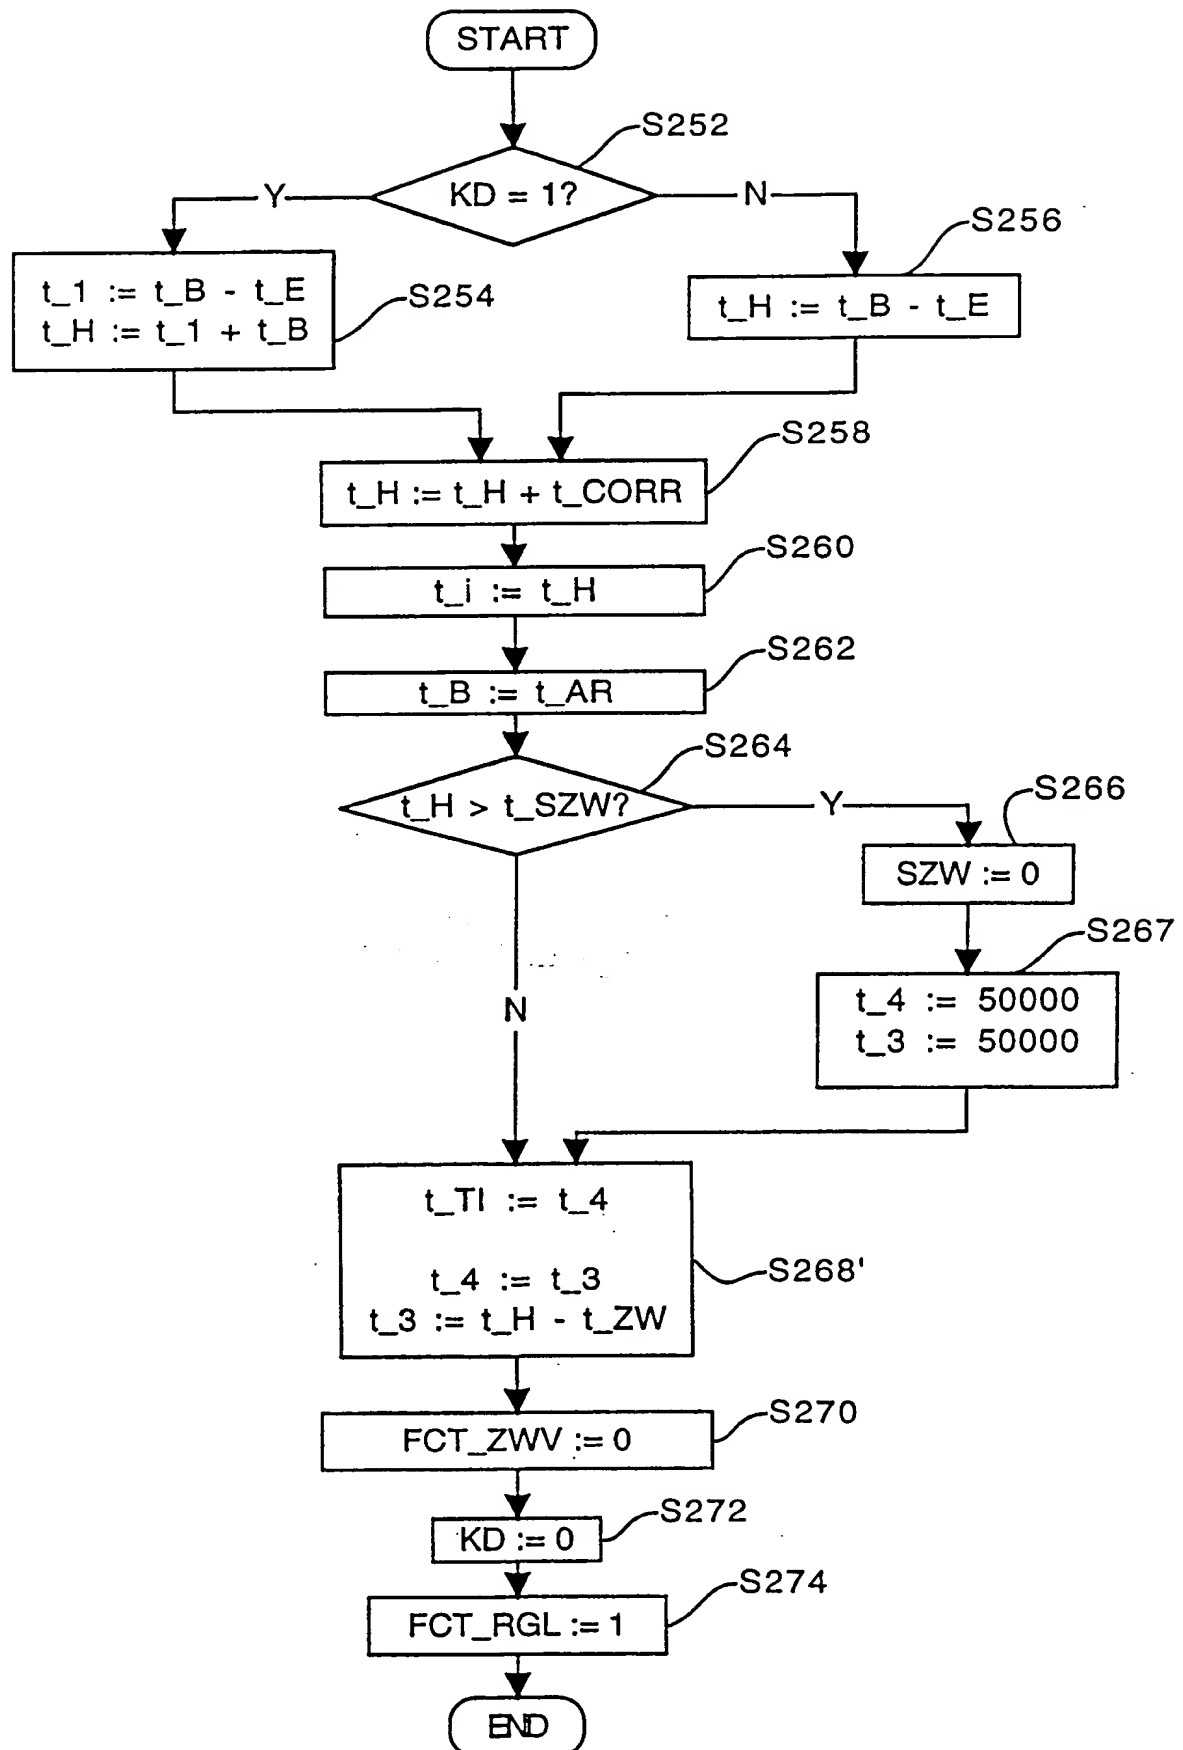 START
S252
KD = 1?
Y
N
S256
t_1 := t_B - t_E
t_H := t_1 + t_B
S254
t_H := t_B - t_E
S258
t_H := t_H + t_CORR
S260
t_i := t_H
S262
t_B := t_AR
S264
t_H > t_SZW?
Y
S266
SZW := 0
S267
t_4 := 50000
t_3 := 50000
N
t_TI := t_4
t_4 := t_3
t_3 := t_H - t_ZW
S268'
S270
FCT_ZWV := 0
S272
KD := 0
S274
FCT_RGL := 1
END